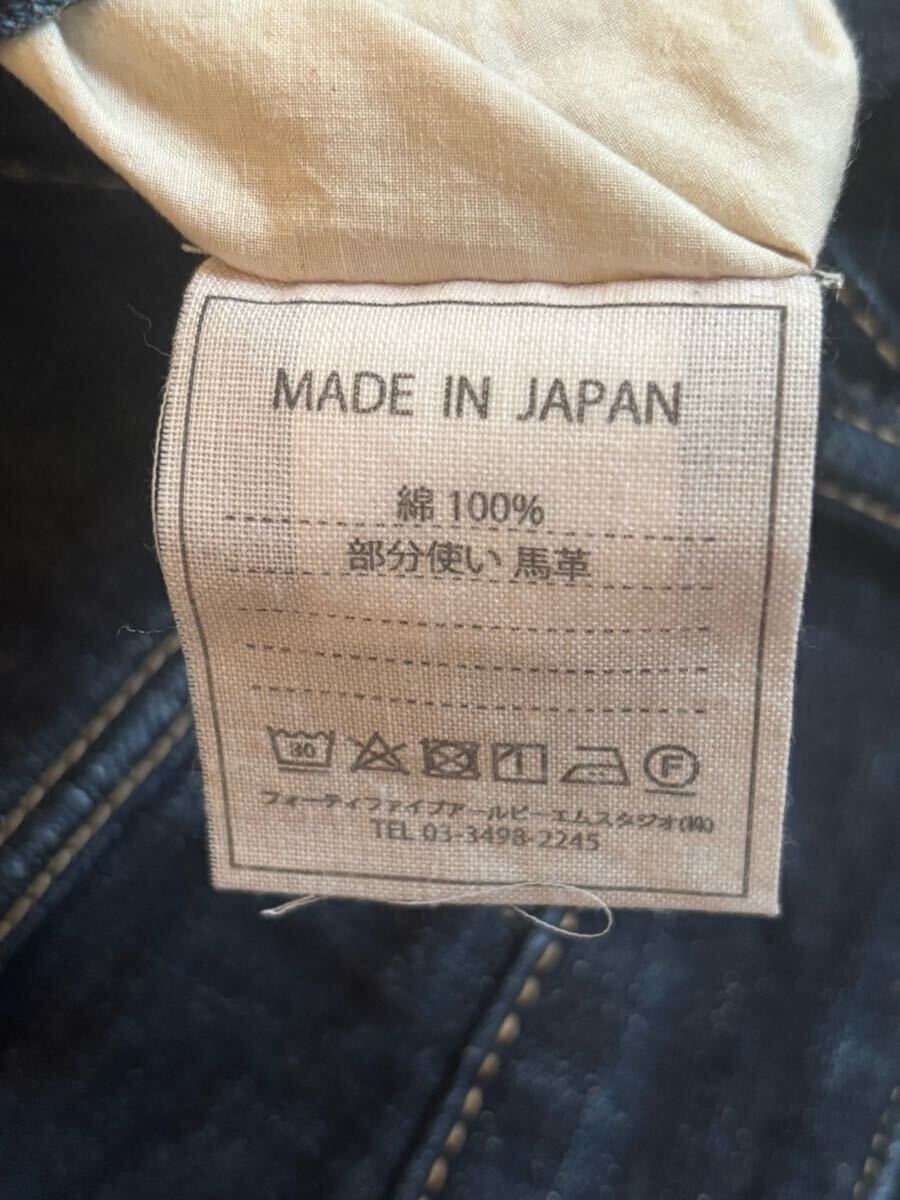 MADE IN JAPAN
綿 100%
部分使い 馬革
30 F
フォーティファイブアールピーエムスタジオ(株)
TEL 03-3498-2245